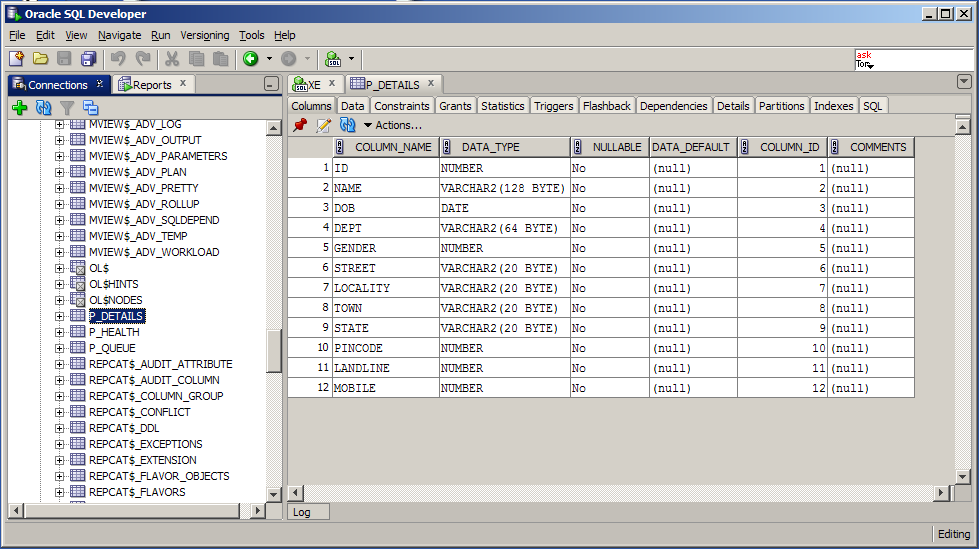 Oracle SQL Developer
File Edit View Navigate Run Versioning Tools Help
SQL
ask
Tom
Connections
Reports
XE
P_DETAILS
Columns Data Constraints Grants Statistics Triggers Flashback Dependencies Details Partitions Indexes SQL
Actions...
MVIEW$_ADV_LOG
MVIEW$_ADV_OUTPUT
MVIEW$_ADV_PARAMETERS
MVIEW$_ADV_PLAN
MVIEW$_ADV_PRETTY
MVIEW$_ADV_ROLLUP
MVIEW$_ADV_SQLDEPEND
MVIEW$_ADV_TEMP
MVIEW$_ADV_WORKLOAD
OL$
OL$HINTS
OL$NODES
P_DETAILS
P_HEALTH
P_QUEUE
REPCAT$_AUDIT_ATTRIBUTE
REPCAT$_AUDIT_COLUMN
REPCAT$_COLUMN_GROUP
REPCAT$_CONFLICT
REPCAT$_DDL
REPCAT$_EXCEPTIONS
REPCAT$_EXTENSION
REPCAT$_FLAVOR_OBJECTS
REPCAT$_FLAVORS
COLUMN_NAME DATA_TYPE NULLABLE DATA_DEFAULT COLUMN_ID COMMENTS
1 ID NUMBER No (null) 1 (null)
2 NAME VARCHAR2(128 BYTE) No (null) 2 (null)
3 DOB DATE No (null) 3 (null)
4 DEPT VARCHAR2(64 BYTE) No (null) 4 (null)
5 GENDER NUMBER No (null) 5 (null)
6 STREET VARCHAR2(20 BYTE) No (null) 6 (null)
7 LOCALITY VARCHAR2(20 BYTE) No (null) 7 (null)
8 TOWN VARCHAR2(20 BYTE) No (null) 8 (null)
9 STATE VARCHAR2(20 BYTE) No (null) 9 (null)
10 PINCODE NUMBER No (null) 10 (null)
11 LANDLINE NUMBER No (null) 11 (null)
12 MOBILE NUMBER No (null) 12 (null)
Log
Editing